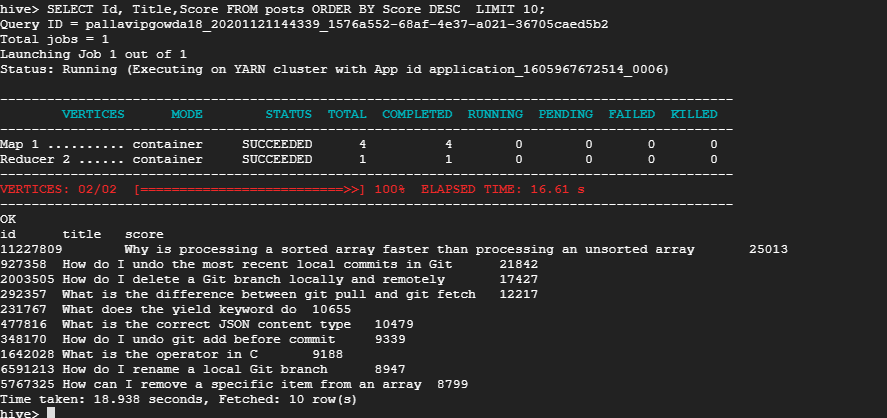 hive> SELECT Id, Title,Score FROM posts ORDER BY Score DESC  LIMIT 10;
Query ID = pallavipgowda18_20201121144339_1576a552-68af-4e37-a021-36705caed5b2
Total jobs = 1
Launching Job 1 out of 1
Status: Running (Executing on YARN cluster with App id application_1605967672514_0006)
----------------------------------------------------------------------------------------------
        VERTICES      MODE        STATUS  TOTAL  COMPLETED  RUNNING  PENDING  FAILED  KILLED
----------------------------------------------------------------------------------------------
Map 1 .......... container     SUCCEEDED      4          4        0        0       0       0
Reducer 2 ...... container     SUCCEEDED      1          1        0        0       0       0
----------------------------------------------------------------------------------------------
VERTICES: 02/02  [==========================>>] 100%  ELAPSED TIME: 16.61 s
----------------------------------------------------------------------------------------------
OK
id      title   score
11227809        Why is processing a sorted array faster than processing an unsorted array       25013
927358  How do I undo the most recent local commits in Git      21842
2003505 How do I delete a Git branch locally and remotely       17427
292357  What is the difference between git pull and git fetch   12217
231767  What does the yield keyword do  10655
477816  What is the correct JSON content type   10479
348170  How do I undo git add before commit     9339
1642028 What is the operator in C       9188
6591213 How do I rename a local Git branch      8947
5767325 How can I remove a specific item from an array  8799
Time taken: 18.938 seconds, Fetched: 10 row(s)
hive>